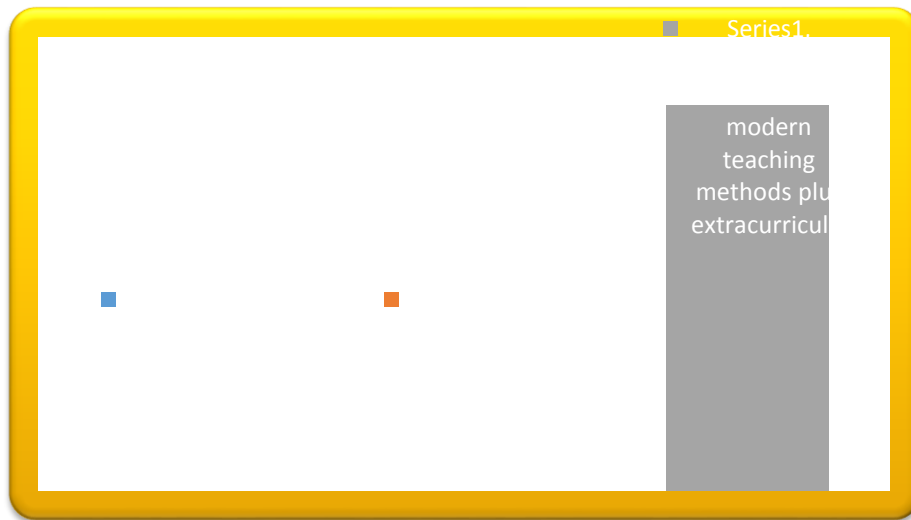 Series1,
modern
teaching
methods plu
extracurricul